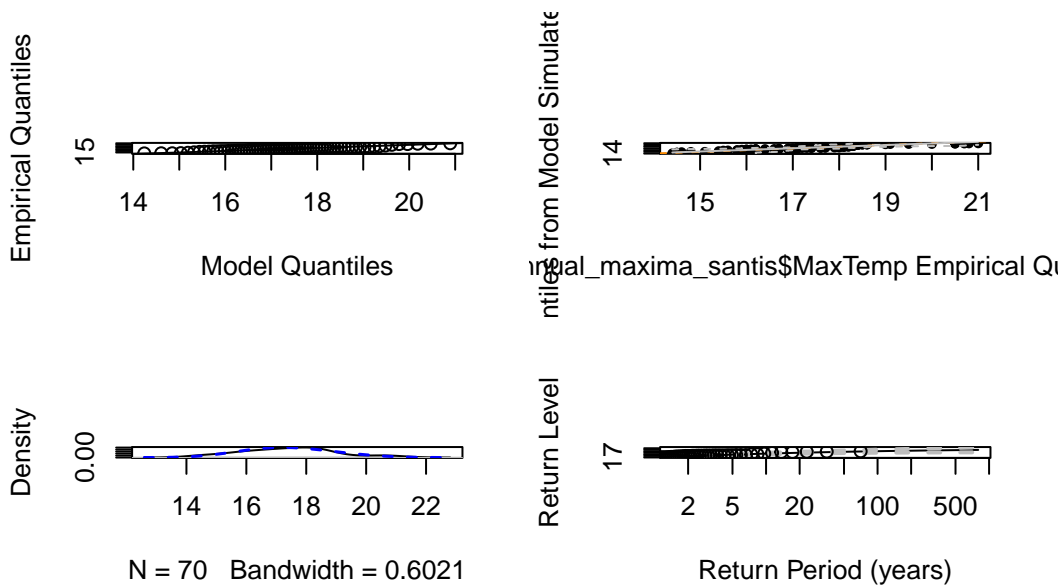 Empirical Quantiles
15
14 16 18 20
Model Quantiles
from Model
14
15 17 19 21
Empirical
Density
0.00
14 16 18 20 22
N = 70 Bandwidth = 0.6021
Return Level
17
2 5 20 100 500
Return Period (years)